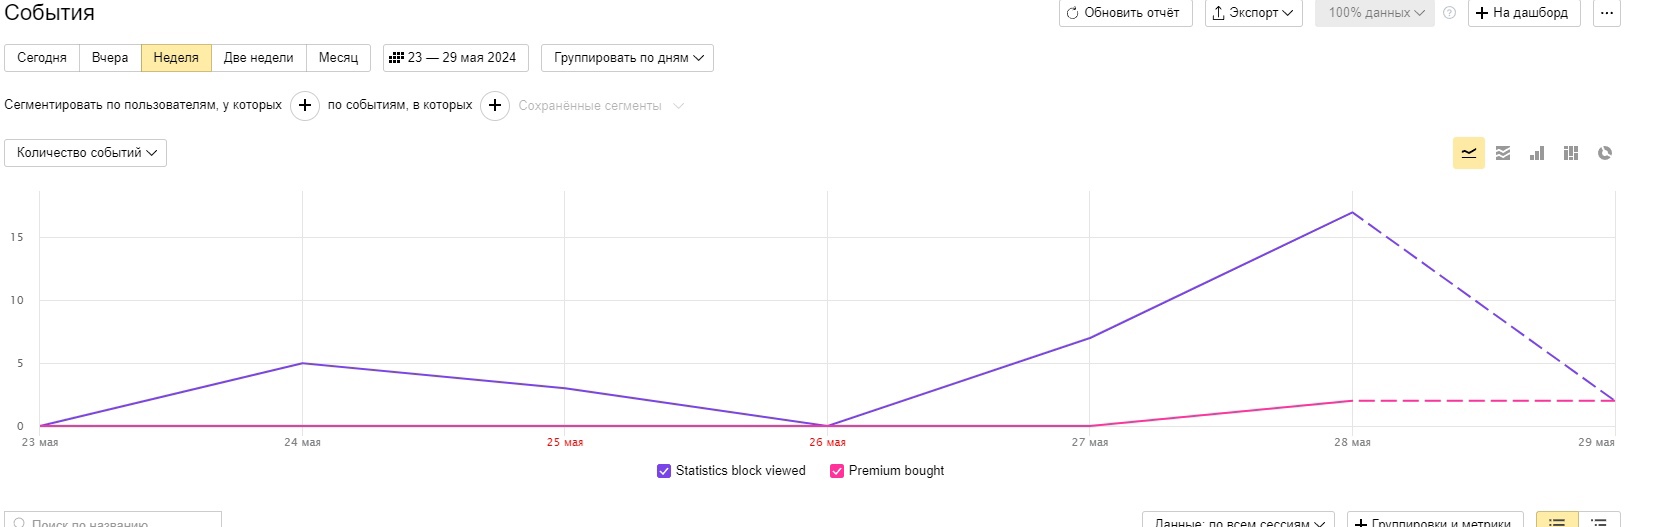 События
Обновить отчёт Экспорт 100% данных ? На дашборд
Сегодня Вчера Неделя Две недели Месяц 23 — 29 мая 2024 Группировать по дням
Сегментировать по пользователям, у которых + по событиям, в которых + Сохранённые сегменты
Количество событий
15
10
5
0
23 мая 24 мая 25 мая 26 мая 27 мая 28 мая 29 мая
Statistics block viewed Premium bought
Поиск по названию Данные: по всем сессиям Группировки и метрики